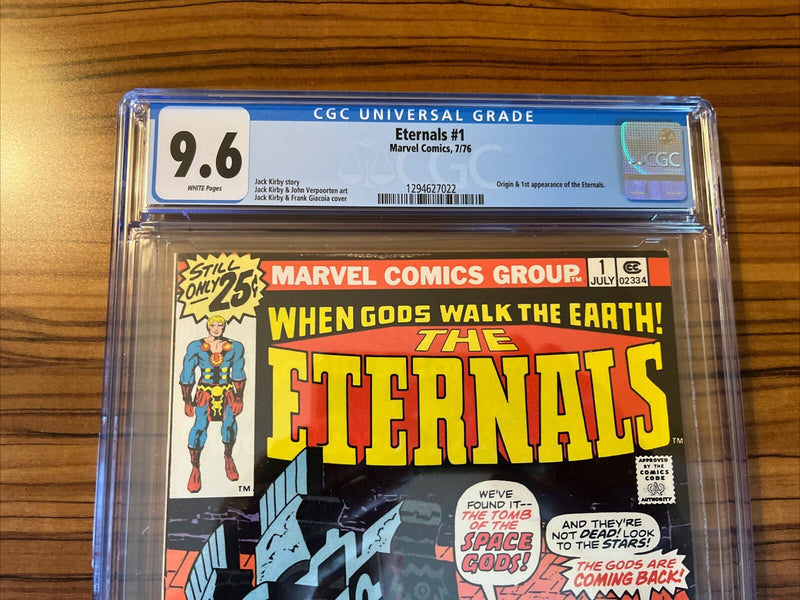 CGC UNIVERSAL GRADE
9.6
WHITE Pages
Eternals #1
Marvel Comics, 7/76
CGC
Jack Kirby story
Jack Kirby & John Verpoorten art
Jack Kirby & Frank Giacoia cover
1294627022
Origin & 1st appearance of the Eternals.
CGC
STILL
ONLY 25¢
MARVEL COMICS GROUP™
1
JULY
CC
02334
WHEN GODS WALK THE EARTH!
THE
ETERNALS™
TM
APPROVED
BY THE
COMICS
CODE
AUTHORITY
WE'VE
FOUND IT--
THE TOMB
OF THE
SPACE
GODS!
AND THEY'RE
NOT DEAD! LOOK
TO THE STARS!
THE GODS ARE
COMING BACK!